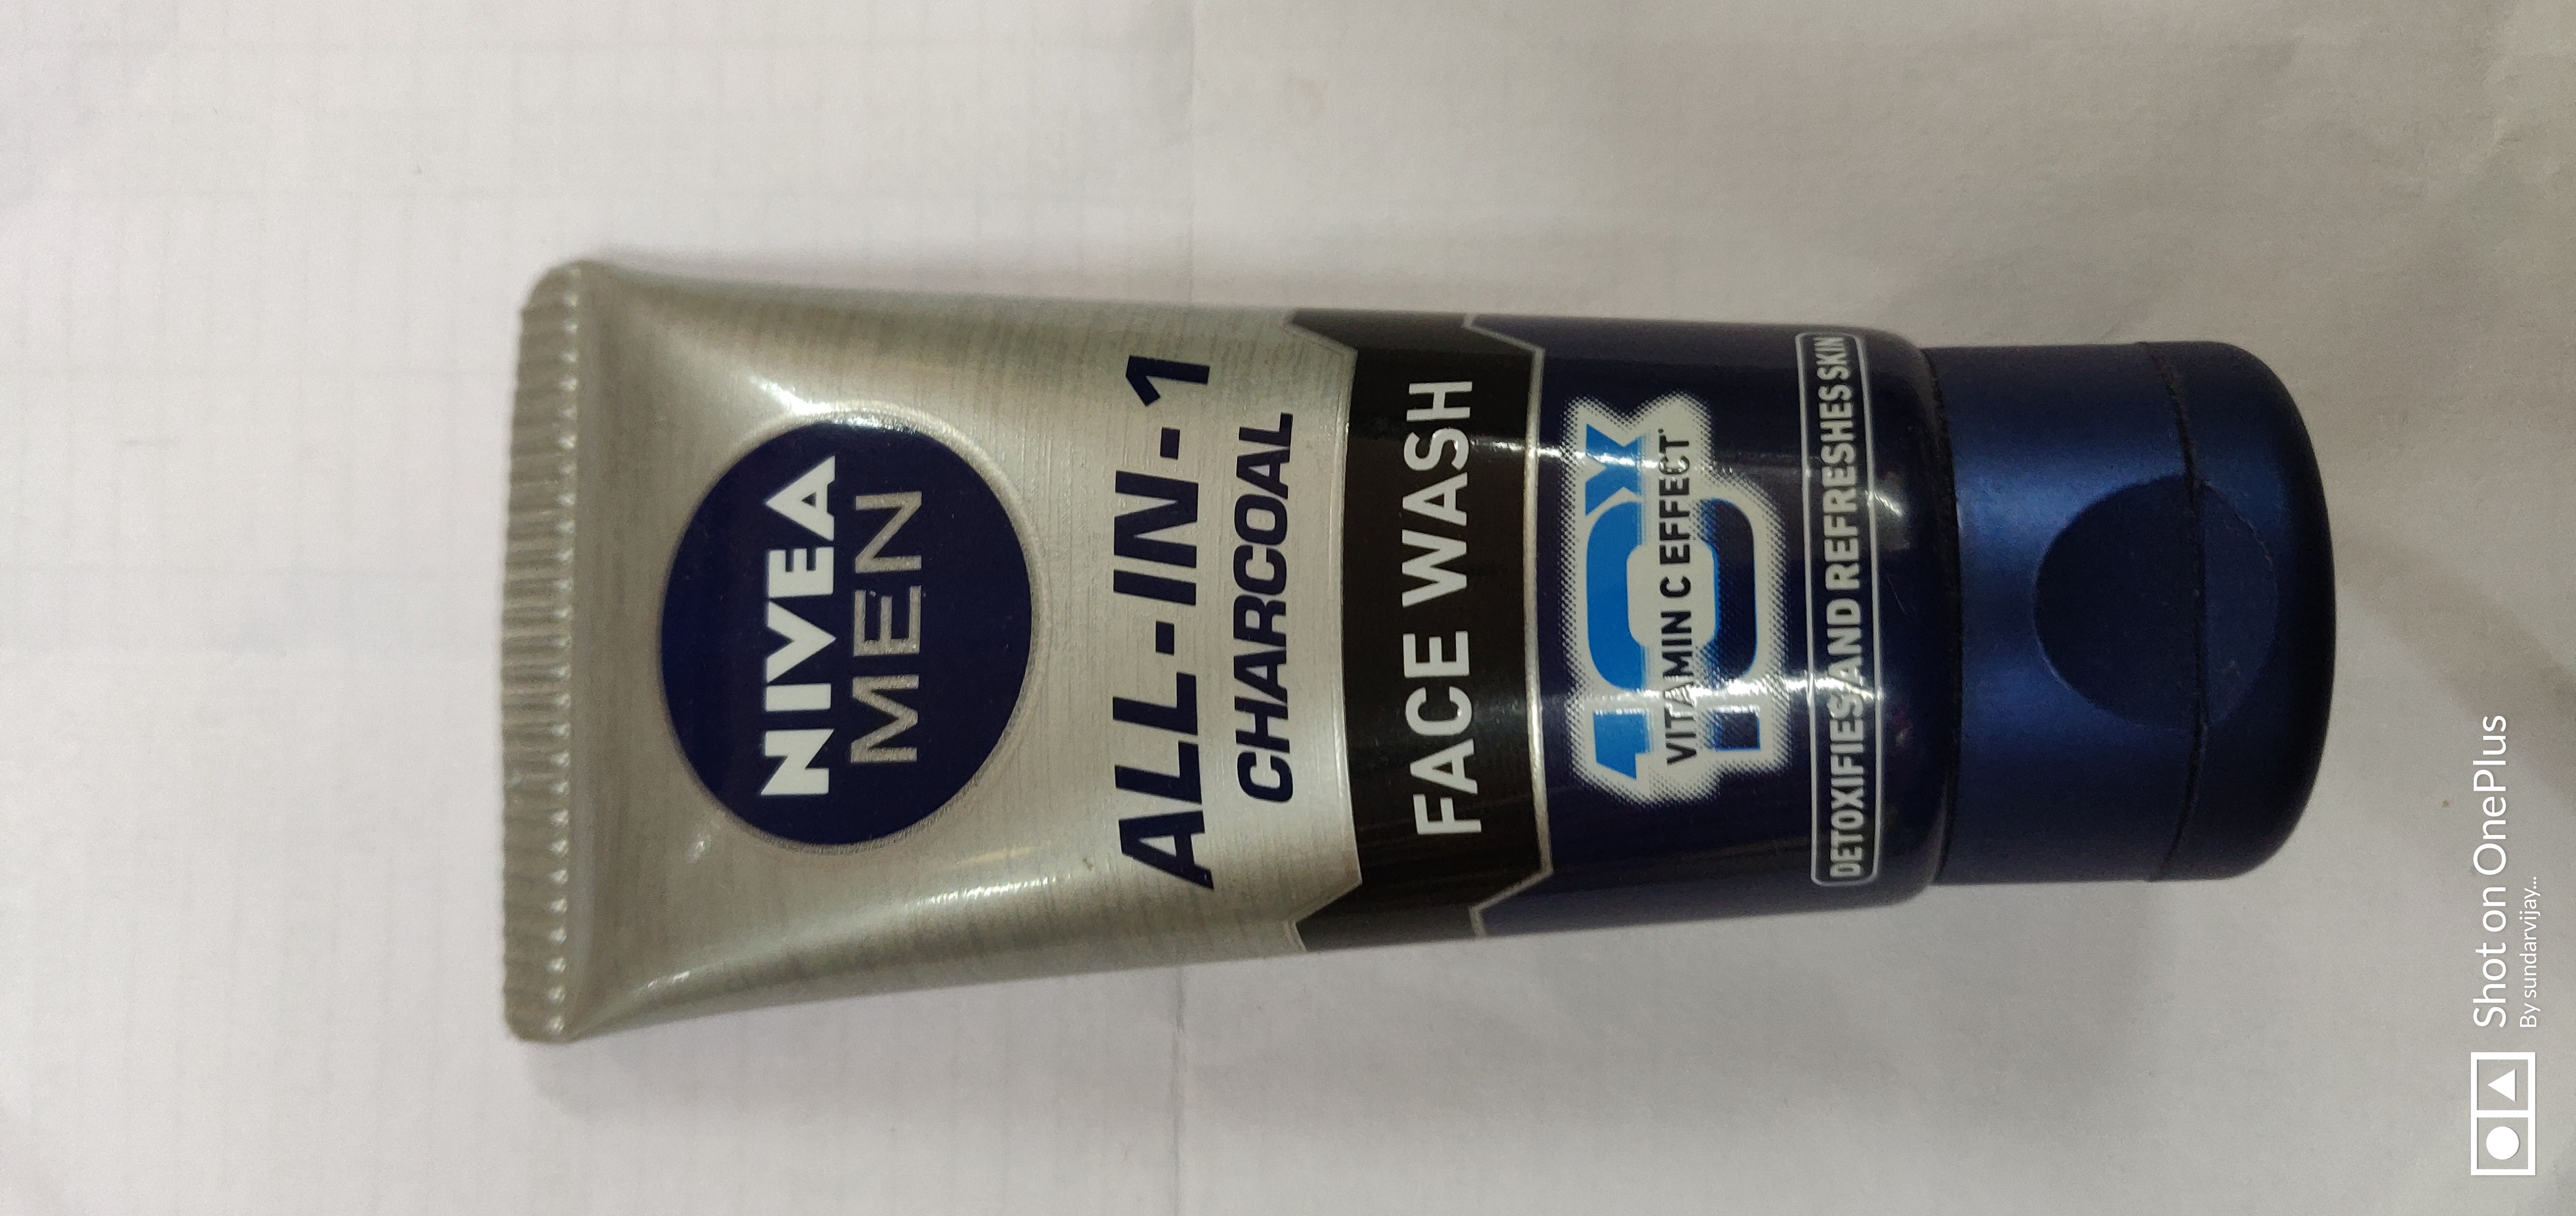 NIVEA
MEN
ALL-IN-1
CHARCOAL
FACE WASH
10X
VITAMIN C EFFECT*
DETOXIFIES AND REFRESHES SKIN
Shot on OnePlus
By sundarvijay...